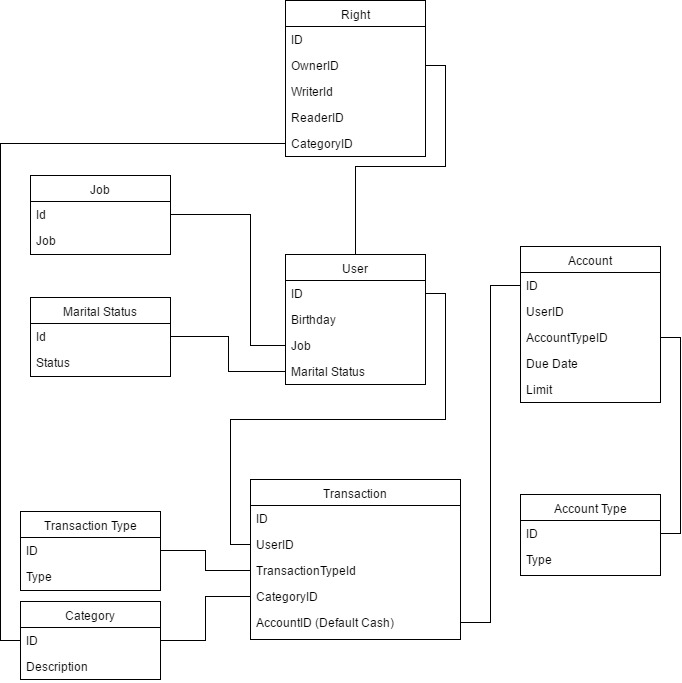 Right
ID
OwnerID
WriterId
ReaderID
CategoryID
Job
Id
Job
Marital Status
Id
Status
User
ID
Birthday
Job
Marital Status
Account
ID
UserID
AccountTypeID
Due Date
Limit
Transaction
ID
UserID
TransactionTypeId
CategoryID
AccountID (Default Cash)
Account Type
ID
Type
Transaction Type
ID
Type
Category
ID
Description